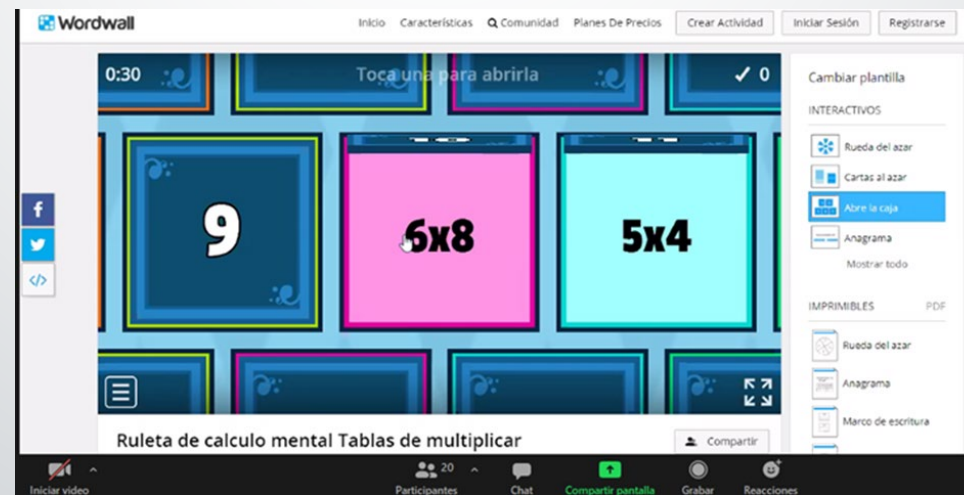 Wordwall
Inicio Características Comunidad Planes De Precios Crear Actividad Iniciar Sesión Registrarse
0:30 Toca una para abrirla ✓ 0
9 6x8 5x4
f
</>
Ruleta de calculo mental Tablas de multiplicar
Compartir
Cambiar plantilla
INTERACTIVOS
Rueda del azar
Cartas al azar
Abre la caja
Anagrama
Mostrar todo
IMPRIMIBLES PDF
Rueda del azar
Anagrama
Marco de escritura
Iniciar video 20 Participantes Chat Compartir pantalla Grabar Reacciones